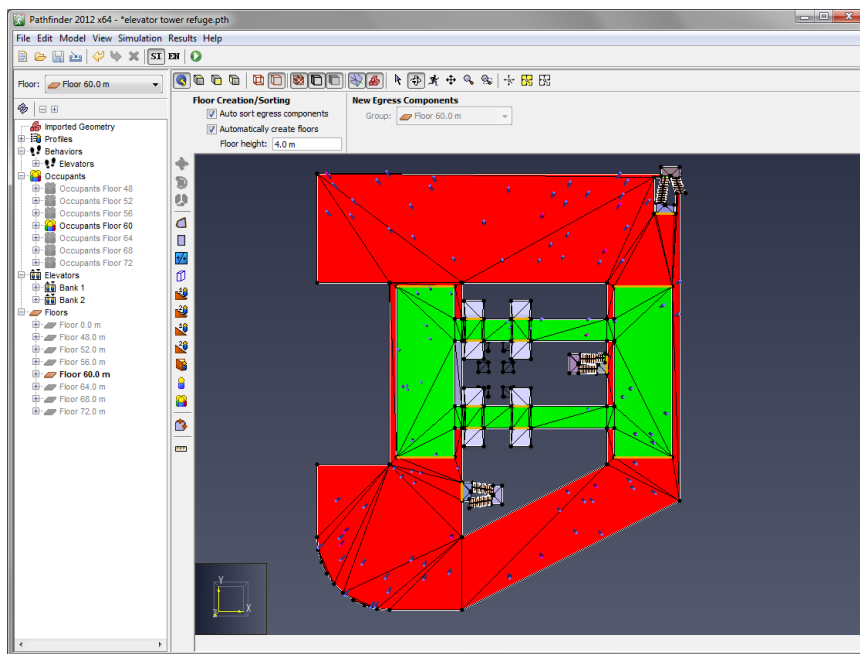 Pathfinder 2012 x64 - *elevator tower refuge.pth
File Edit Model View Simulation Results Help
SI EN
Floor: Floor 60.0 m
Floor Creation/Sorting
Auto sort egress components
Automatically create floors
Floor height: 4.0 m
New Egress Components
Group: Floor 60.0 m
Imported Geometry
Profiles
Behaviors
Elevators
Occupants
Occupants Floor 48
Occupants Floor 52
Occupants Floor 56
Occupants Floor 60
Occupants Floor 64
Occupants Floor 68
Occupants Floor 72
Elevators
Bank 1
Bank 2
Floors
Floor 0.0 m
Floor 48.0 m
Floor 52.0 m
Floor 56.0 m
Floor 60.0 m
Floor 64.0 m
Floor 68.0 m
Floor 72.0 m
Y
Z X